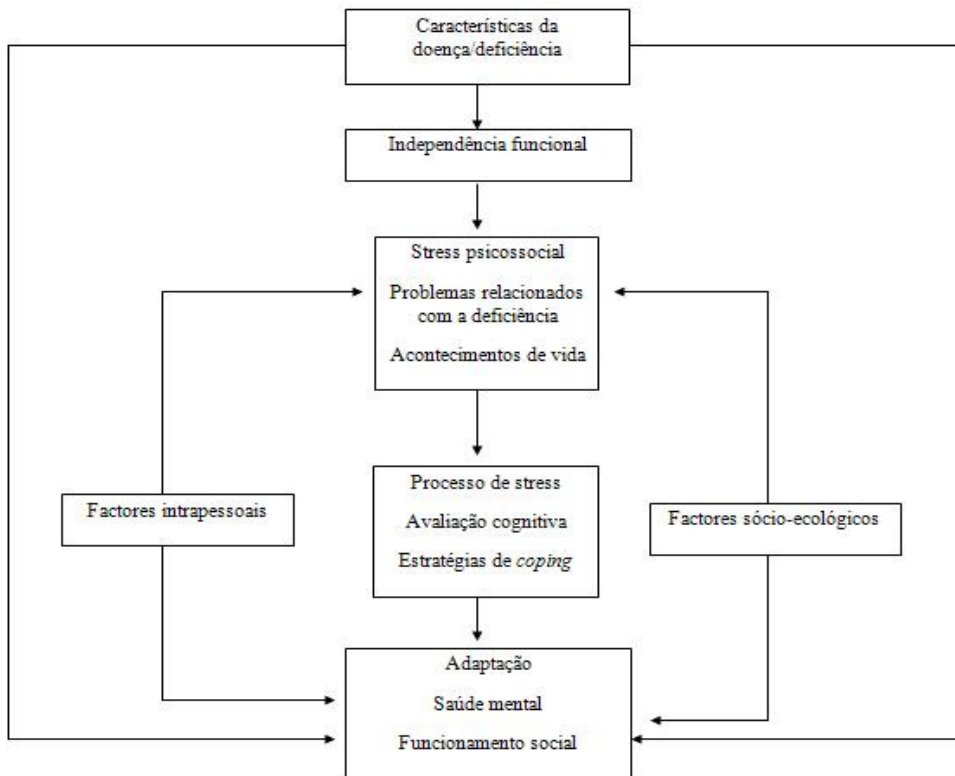 Características da
doença/deficiência
Independência funcional
Stress psicossocial
Problemas relacionados
com a deficiência
Acontecimentos de vida
Processo de stress
Avaliação cognitiva
Estratégias de coping
Factores intrapessoais
Factores sócio-ecológicos
Adaptação
Saúde mental
Funcionamento social